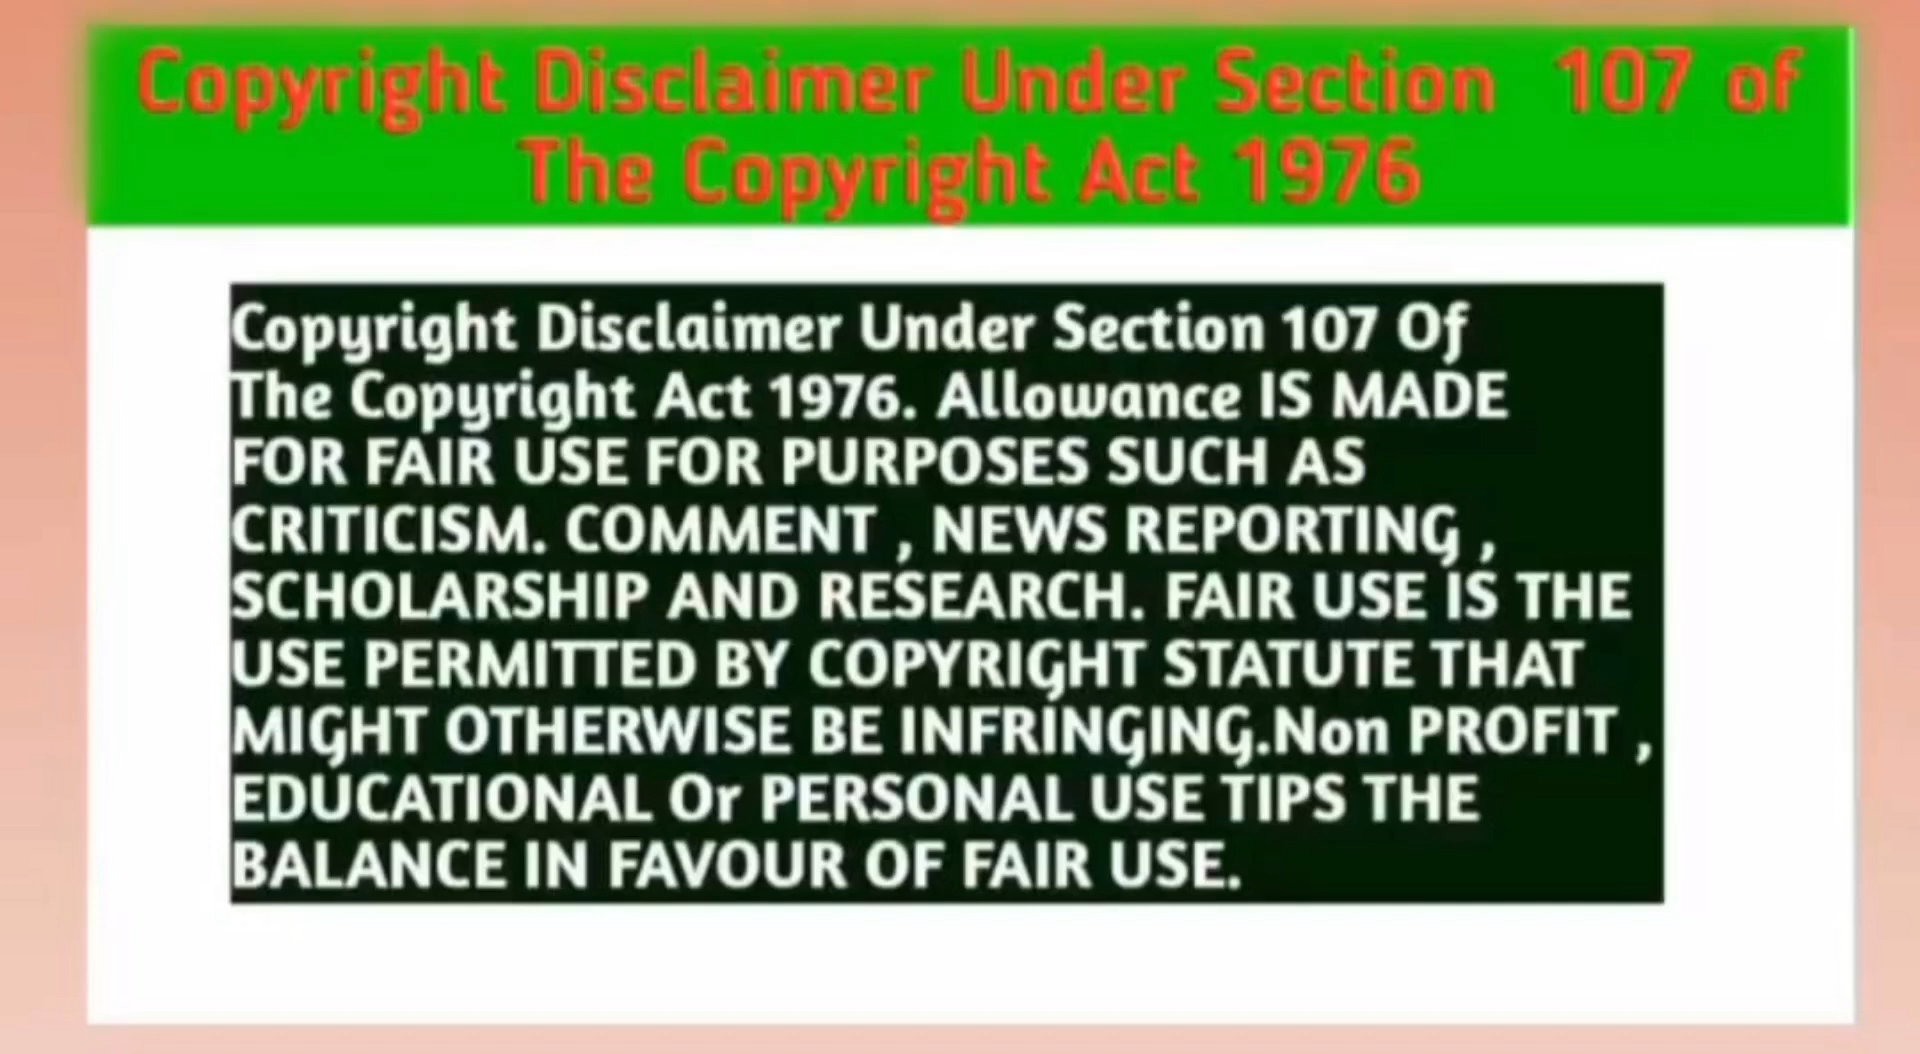 Copyright Disclaimer Under Section 107 of
The Copyright Act 1976
Copyright Disclaimer Under Section 107 Of
The Copyright Act 1976. Allowance IS MADE
FOR FAIR USE FOR PURPOSES SUCH AS
CRITICISM. COMMENT , NEWS REPORTING ,
SCHOLARSHIP AND RESEARCH. FAIR USE IS THE
USE PERMITTED BY COPYRIGHT STATUTE THAT
MIGHT OTHERWISE BE INFRINGING.Non PROFIT ,
EDUCATIONAL Or PERSONAL USE TIPS THE
BALANCE IN FAVOUR OF FAIR USE.